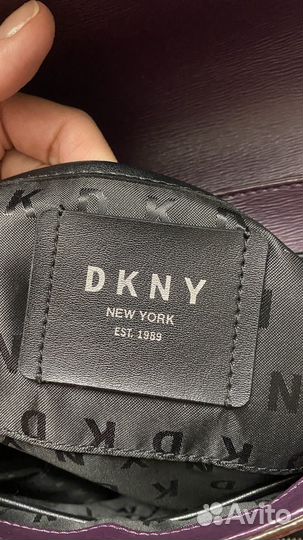 DKNY
NEW YORK
EST. 1989
Avito